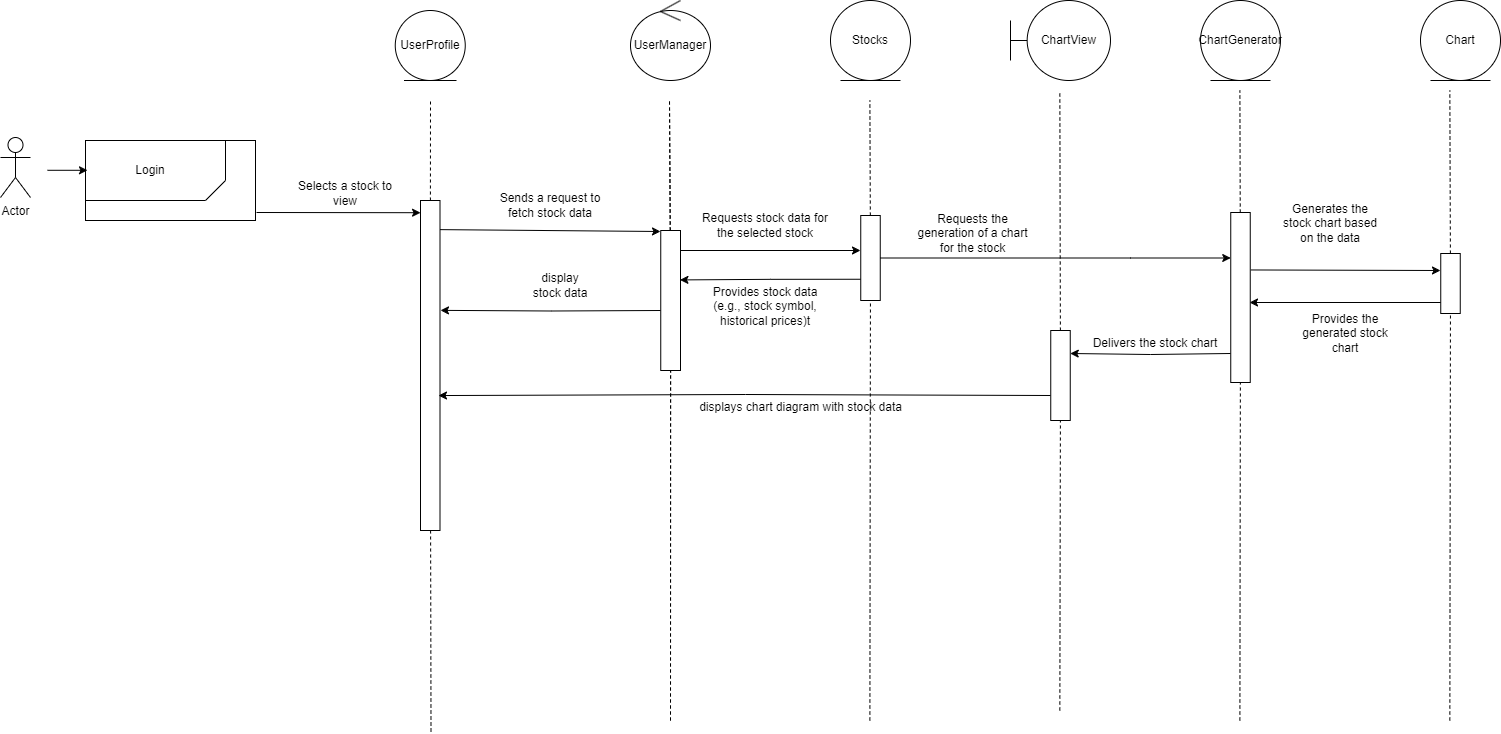 UserProfile
UserManager
Stocks
ChartView
ChartGenerator
Chart
Actor
Login
Selects a stock to
view
Sends a request to
fetch stock data
Requests stock data for
the selected stock
Requests the
generation of a chart
for the stock
Generates the
stock chart based
on the data
display
stock data
Provides stock data
(e.g., stock symbol,
historical prices)t
Provides the
generated stock
chart
Delivers the stock chart
displays chart diagram with stock data